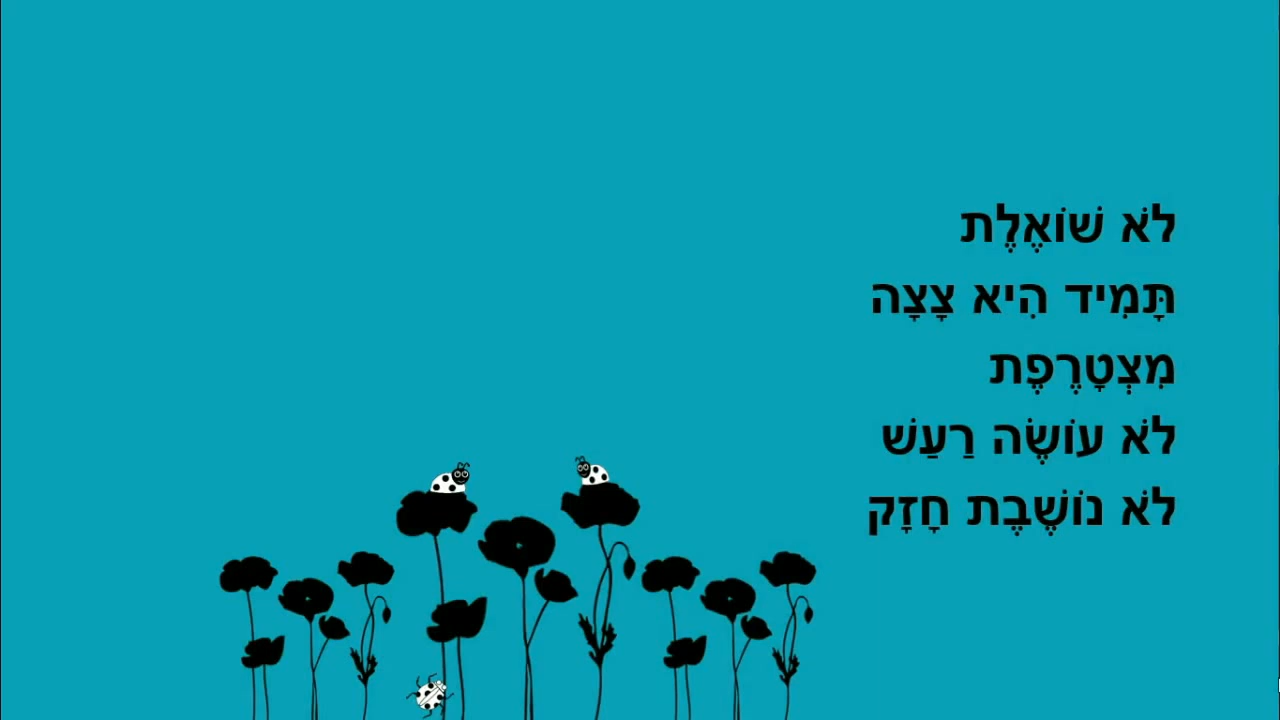 לֹא שׁוֹאֶלֶת
תָּמִיד הִיא צָצָה
מִצְטָרֶפֶת
לֹא עוֹשֶׂה רַעַשׁ
לֹא נוֹשֶׁבֶת חָזָק